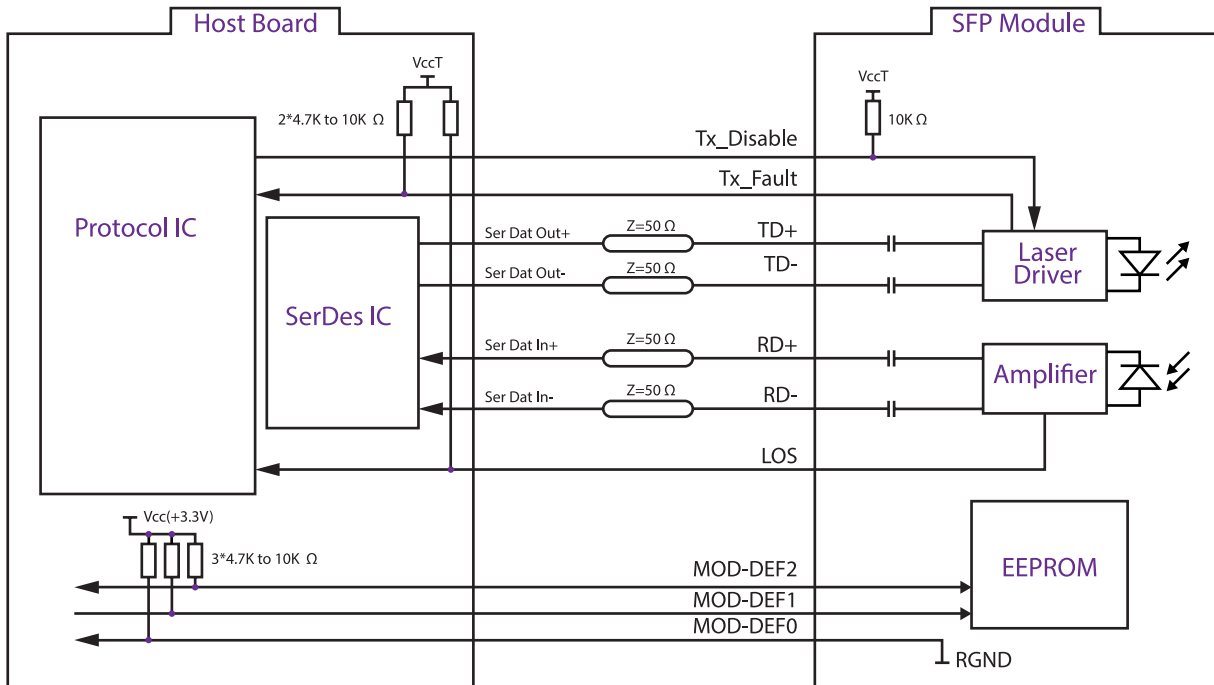 Host Board
SFP Module
VccT
VccT
2*4.7K to 10K Ω
10K Ω
Tx_Disable
Tx_Fault
Protocol IC
Ser Dat Out+
Z=50 Ω
TD+
Ser Dat Out-
Z=50 Ω
TD-
Laser
Driver
SerDes IC
Ser Dat In+
Z=50 Ω
RD+
Ser Dat In-
Z=50 Ω
RD-
Amplifier
LOS
Vcc(+3.3V)
3*4.7K to 10K Ω
MOD-DEF2
MOD-DEF1
MOD-DEF0
EEPROM
RGND